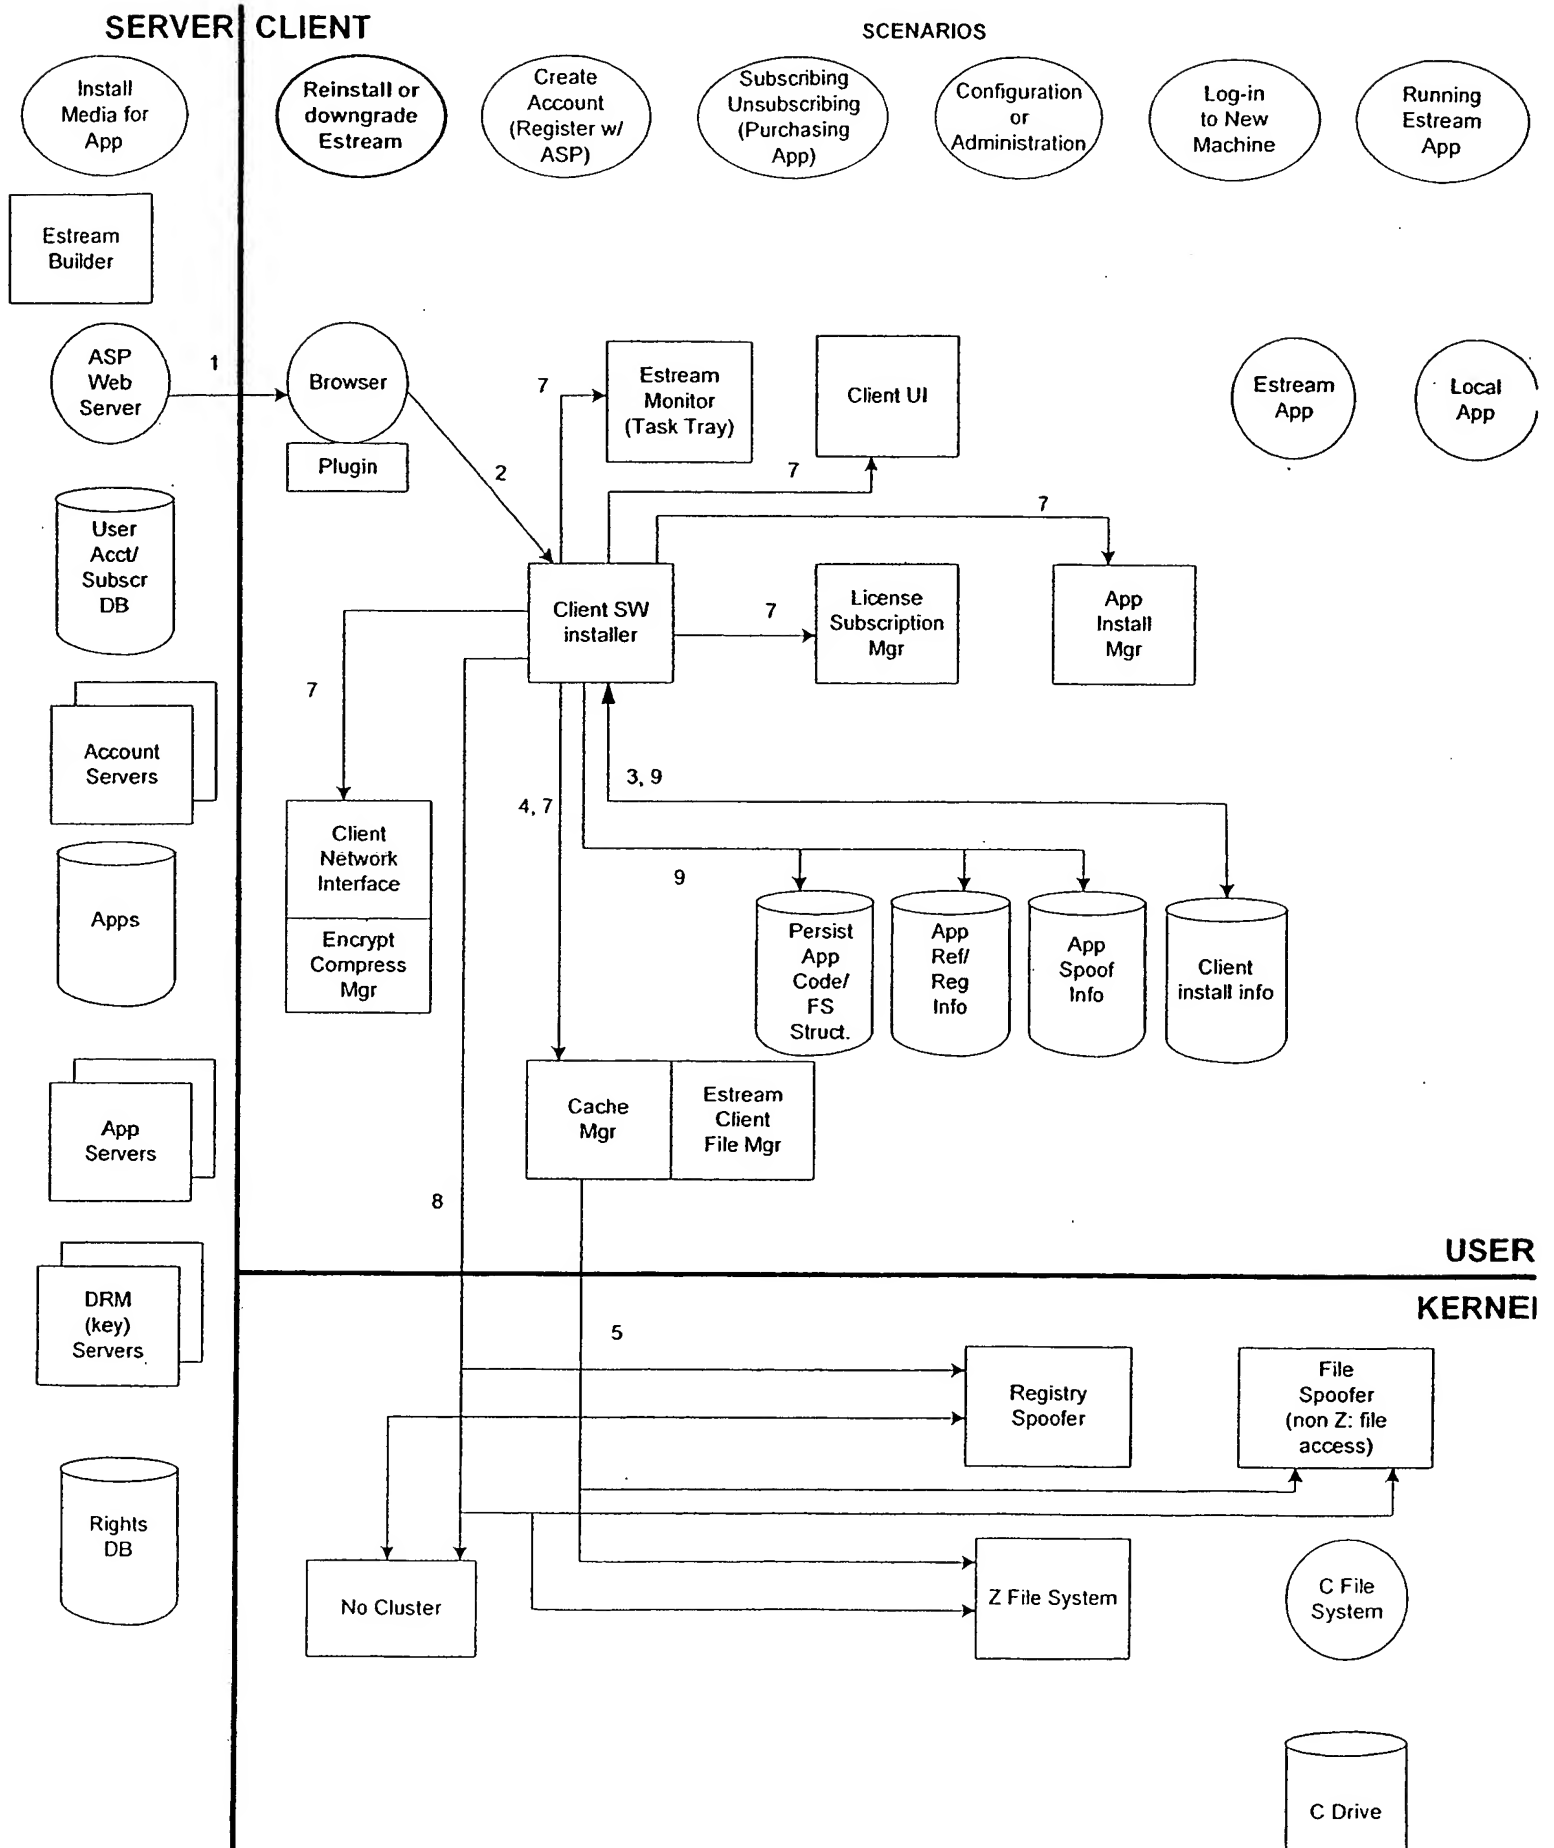 SERVER CLIENT
SCENARIOS
Install
Media for
App
Reinstall or
downgrade
Estream
Create
Account
(Register w/
ASP)
Subscribing
Unsubscribing
(Purchasing
App)
Configuration
or
Administration
Log-in
to New
Machine
Running
Estream
App
Estream
Builder
ASP
Web
Server
1
Browser
Plugin
2
7
Estream
Monitor
(Task Tray)
Client UI
7
Estream
App
Local
App
7
User
Acct/
Subscr
DB
Client SW
installer
7
License
Subscription
Mgr
App
Install
Mgr
7
Account
Servers
3, 9
4, 7
Client
Network
Interface
Encrypt
Compress
Mgr
9
Apps
Persist
App
Code/
FS
Struct.
App
Ref/
Reg
Info
App
Spoof
Info
Client
install info
App
Servers
Cache
Mgr
Estream
Client
File Mgr
8
USER
KERNEl
DRM
(key)
Servers
5
Registry
Spoofer
File
Spoofer
(non Z: file
access)
Rights
DB
No Cluster
Z File System
C File
System
C Drive